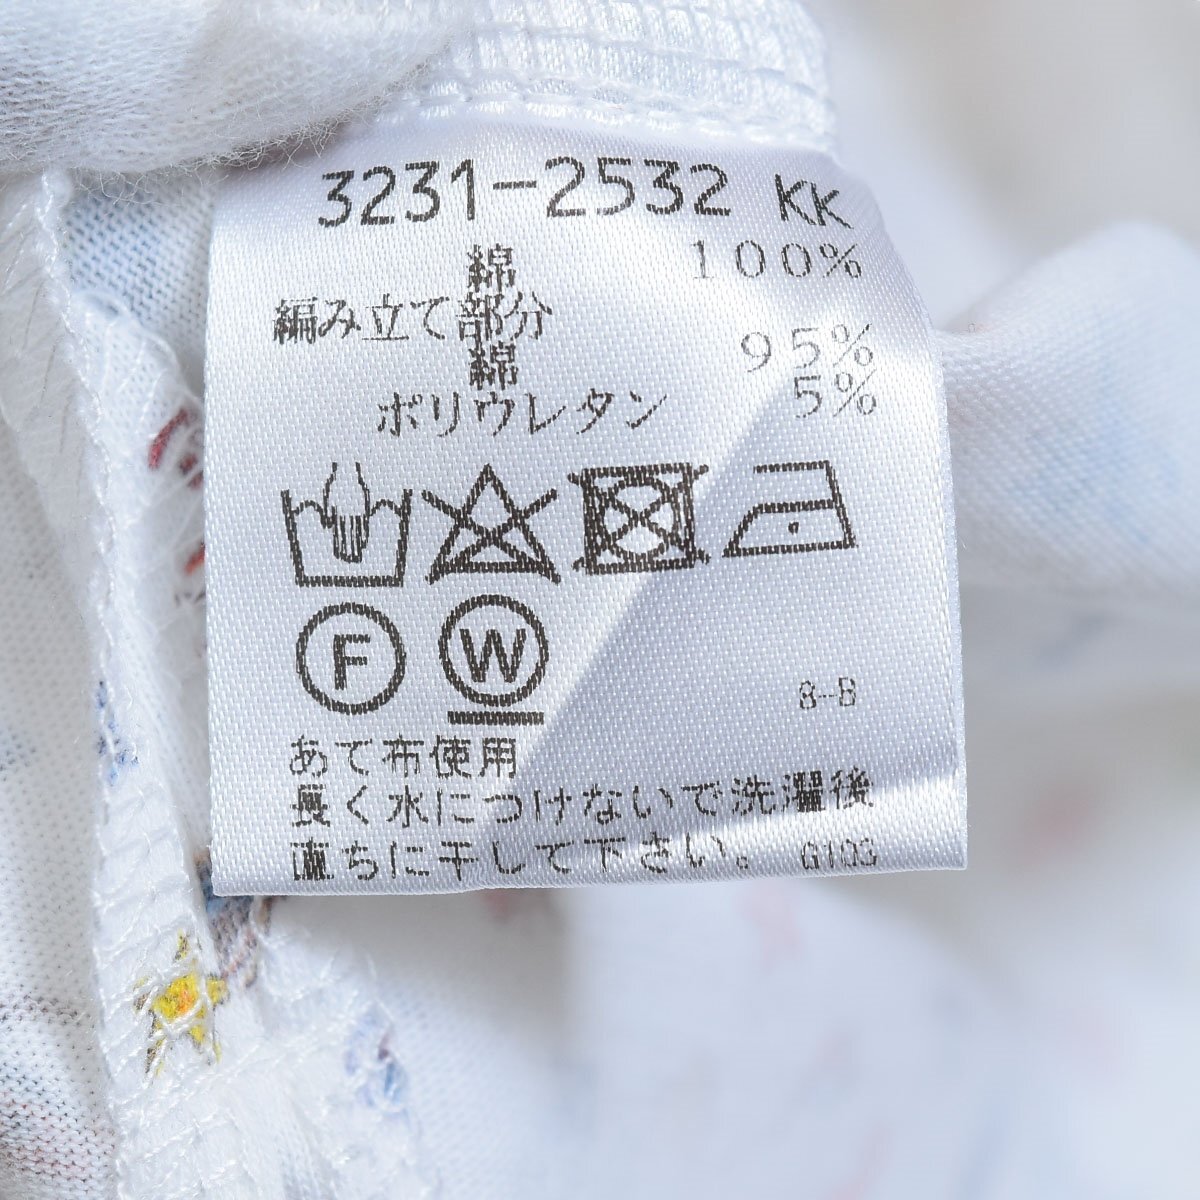 3231-2532 KK
綿 100%
編み立て部分
綿 95%
ポリウレタン 5%
F W
8-B
あて布使用
長く水につけないで洗濯後
直ちに干して下さい。 G103